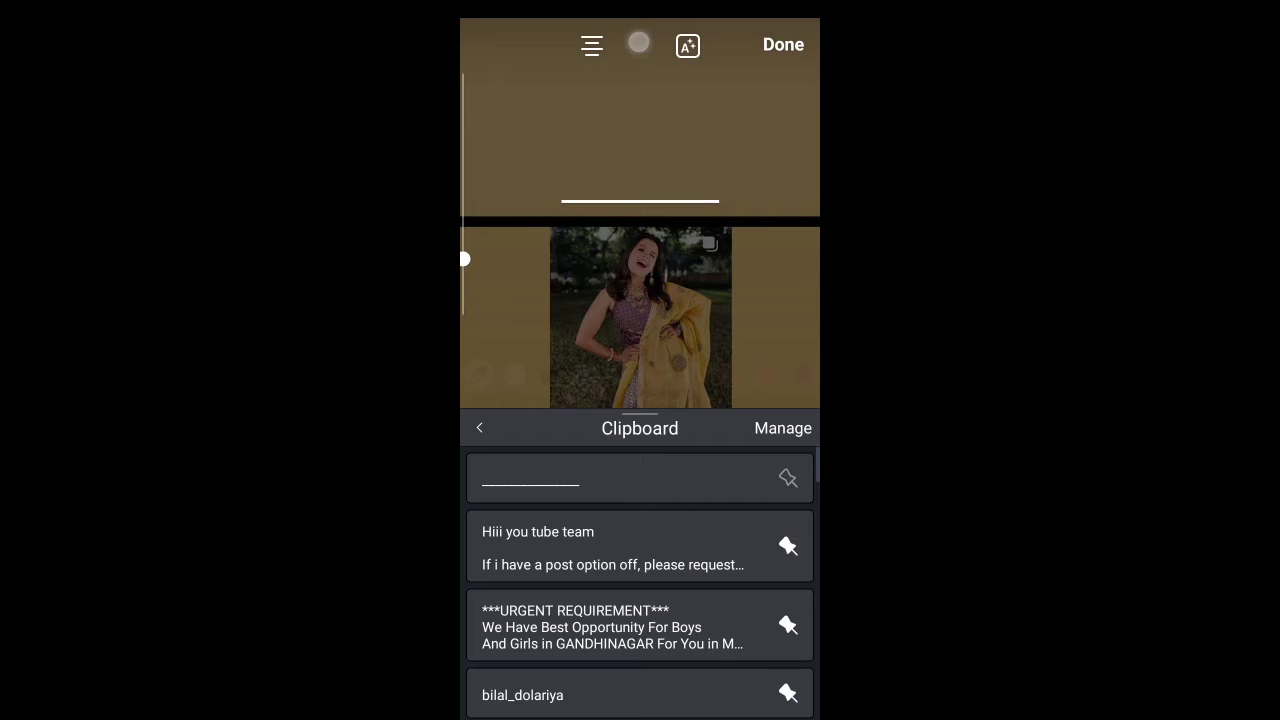 A
Done
Clipboard
Manage
_______________
Hiii you tube team
If i have a post option off, please request...
***URGENT REQUIREMENT***
We Have Best Opportunity For Boys
And Girls in GANDHINAGAR For You in M...
bilal_dolariya